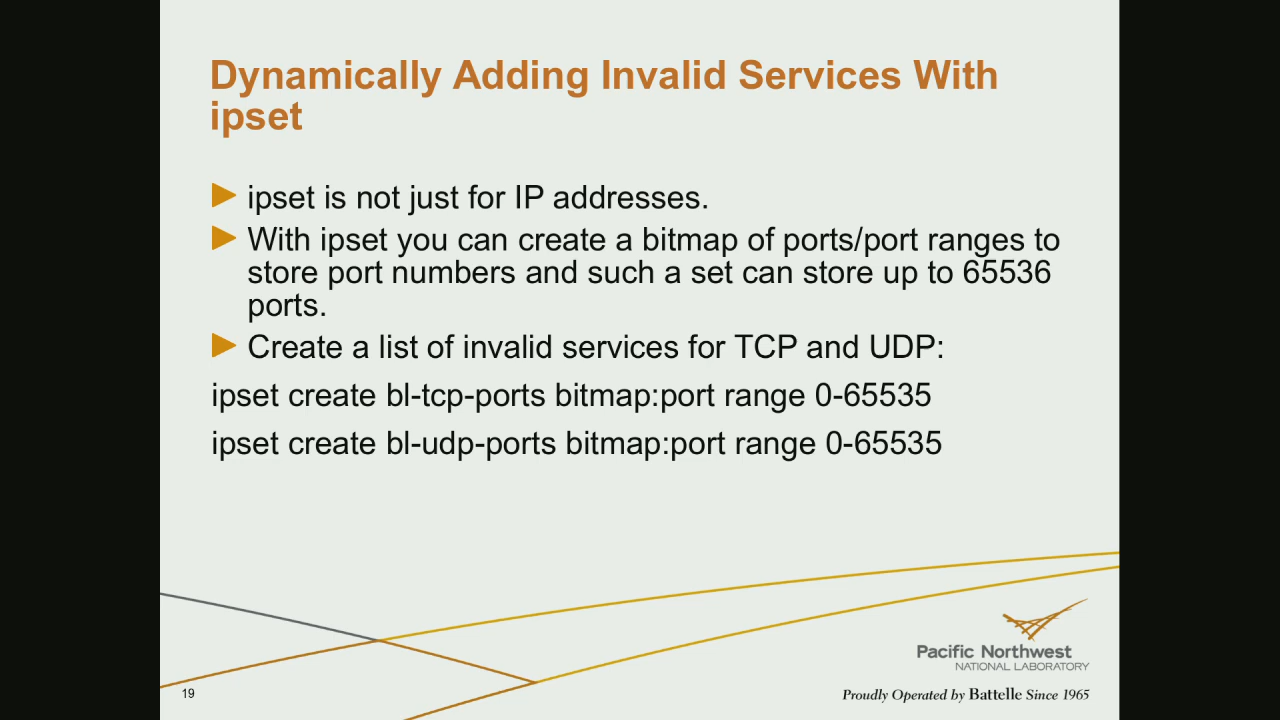 Dynamically Adding Invalid Services With
ipset
ipset is not just for IP addresses.
With ipset you can create a bitmap of ports/port ranges to
store port numbers and such a set can store up to 65536
ports.
Create a list of invalid services for TCP and UDP:
ipset create bl-tcp-ports bitmap:port range 0-65535
ipset create bl-udp-ports bitmap:port range 0-65535
Pacific Northwest
NATIONAL LABORATORY
19
Proudly Operated by Battelle Since 1965